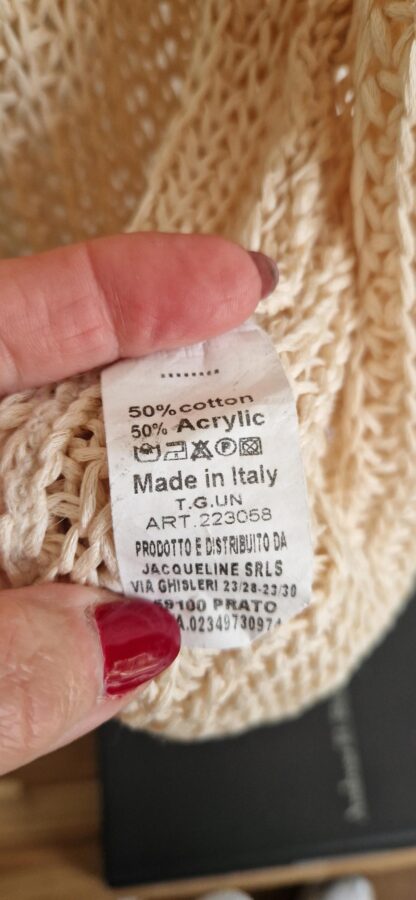 50% cotton
50% Acrylic
Made in Italy
T.G.UN
ART.223058
PRODOTTO E DISTRIBUITO DA
JACQUELINE SRLS
VIA GHISLERI 23/28-23/30
59100 PRATO